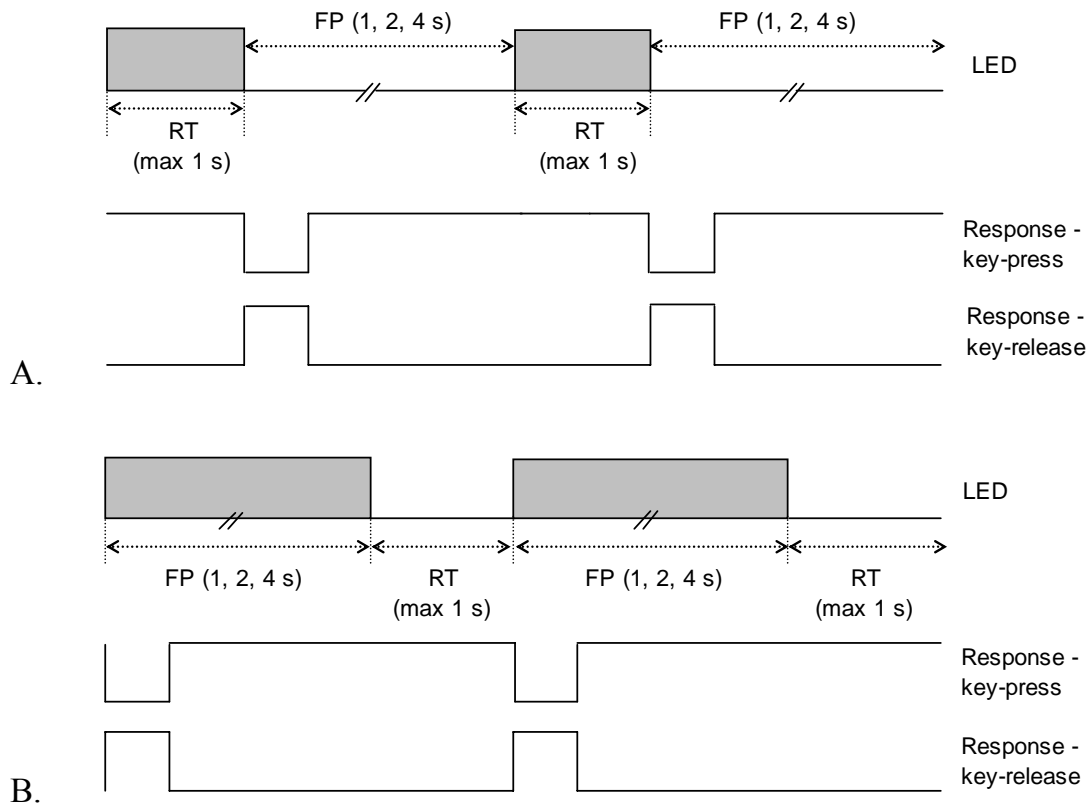 FP (1, 2, 4 s)
FP (1, 2, 4 s)
LED
RT
(max 1 s)
RT
(max 1 s)
Response -
key-press
Response -
key-release
A.
LED
FP (1, 2, 4 s)
RT
(max 1 s)
FP (1, 2, 4 s)
RT
(max 1 s)
Response -
key-press
Response -
key-release
B.